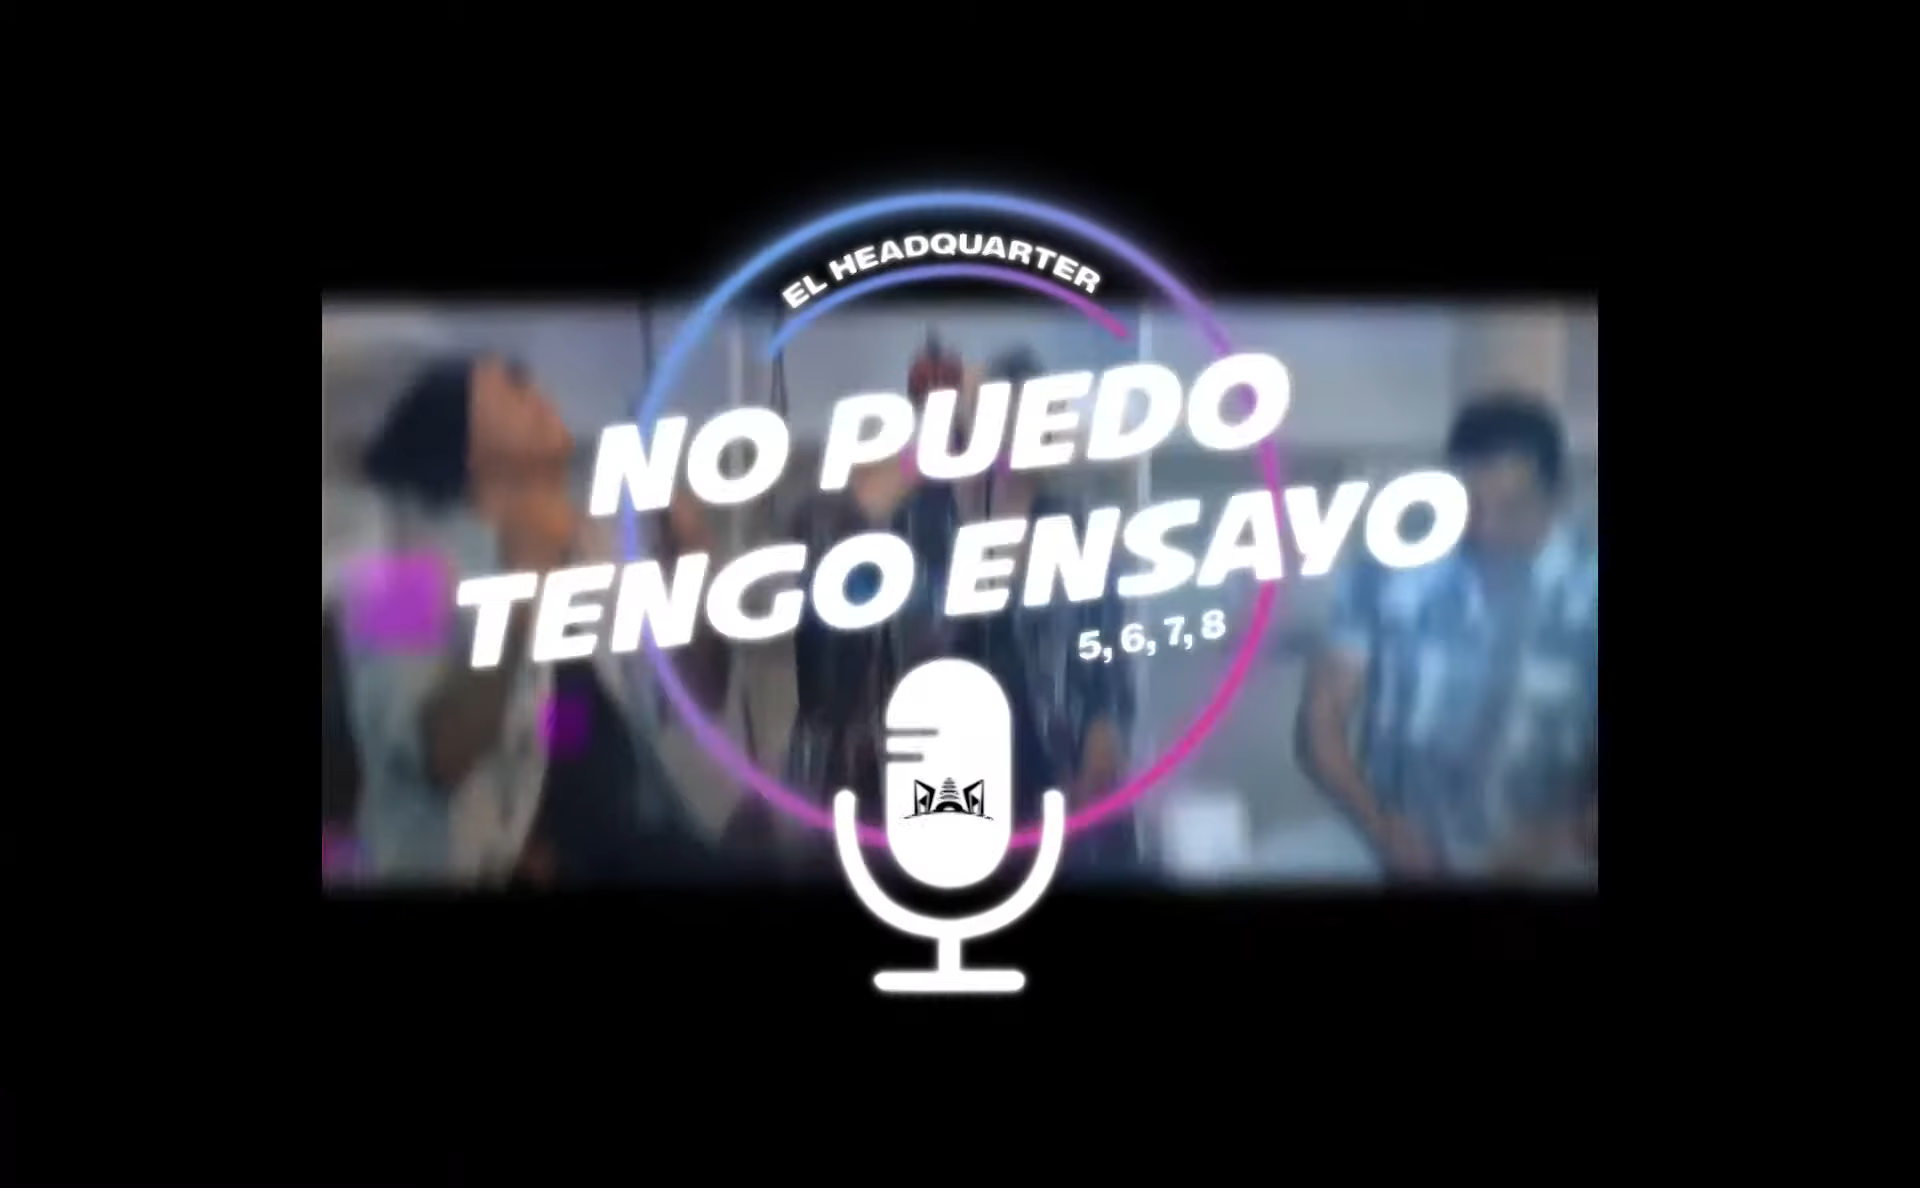 EL HEADQUARTER
NO PUEDO
TENGO ENSAYO
5, 6, 7, 8